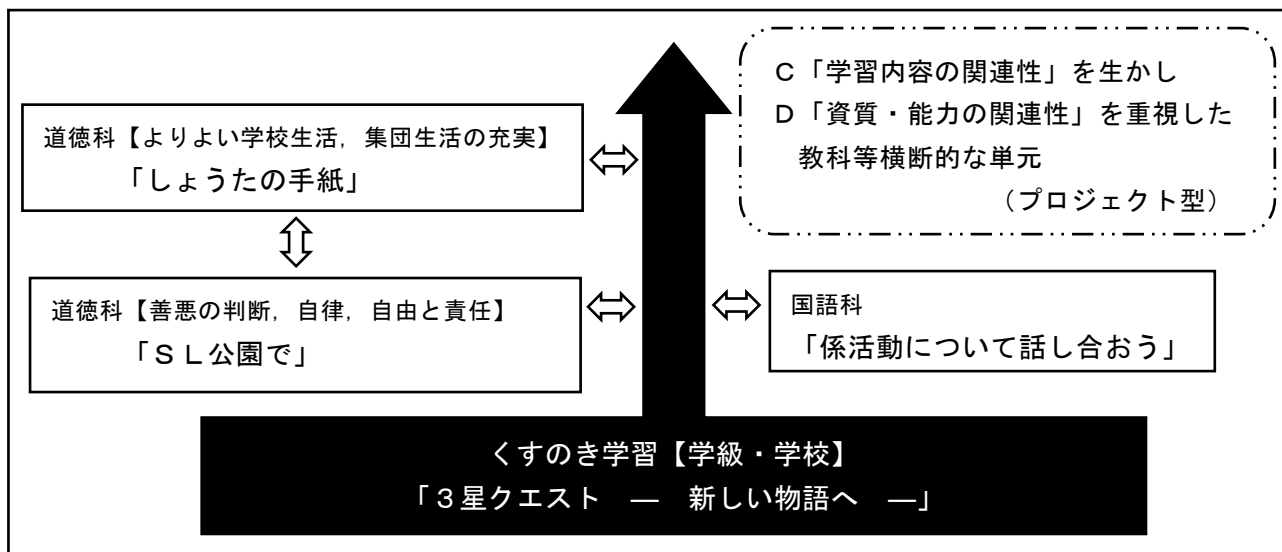 C「学習内容の関連性」を生かし
D「資質・能力の関連性」を重視した
教科等横断的な単元
（プロジェクト型）
道徳科【よりよい学校生活，集団生活の充実】
「しょうたの手紙」
道徳科【善悪の判断，自律，自由と責任】
「ＳＬ公園で」
国語科
「係活動について話し合おう」
くすのき学習【学級・学校】
「３星クエスト　―　新しい物語へ　―」